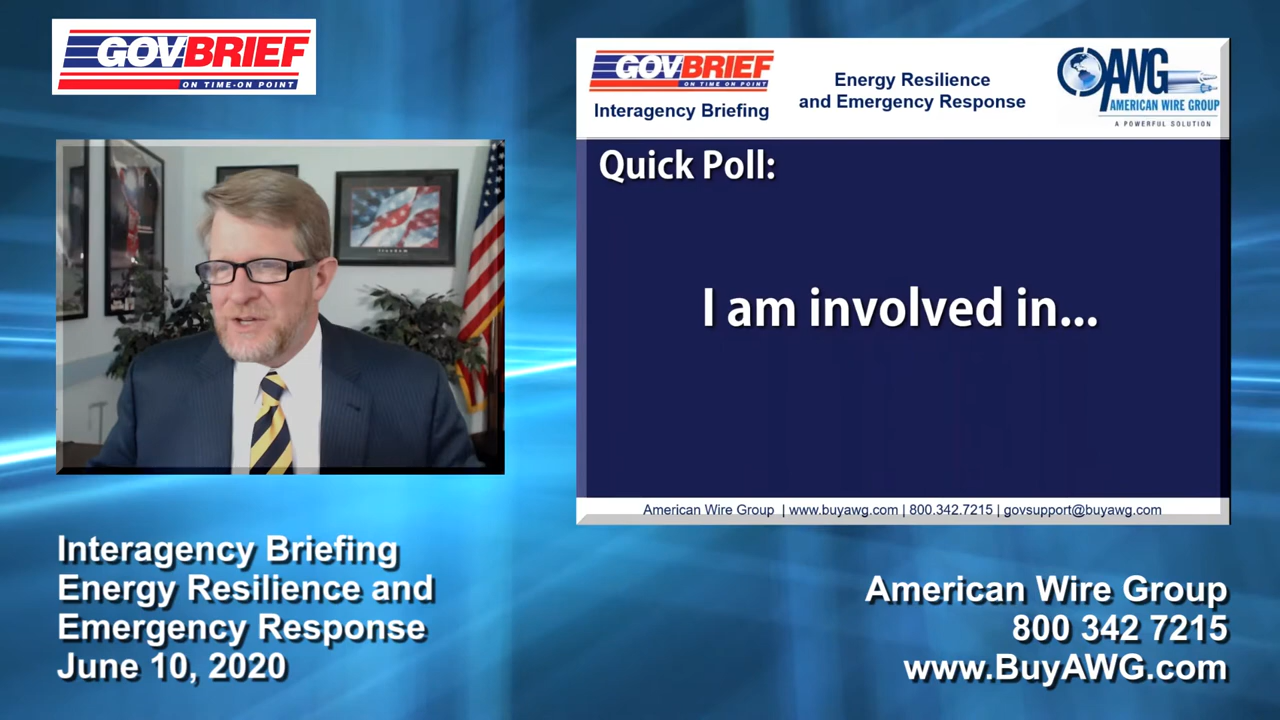 GOVBRIEF
ON TIME-ON POINT
GOVBRIEF
ON TIME-ON POINT
Interagency Briefing
Energy Resilience
and Emergency Response
AWG
AMERICAN WIRE GROUP
A POWERFUL SOLUTION
Quick Poll:
I am involved in...
American Wire Group | www.buyawg.com | 800.342.7215 | govsupport@buyawg.com
Interagency Briefing
Energy Resilience and
Emergency Response
June 10, 2020
American Wire Group
800 342 7215
www.BuyAWG.com